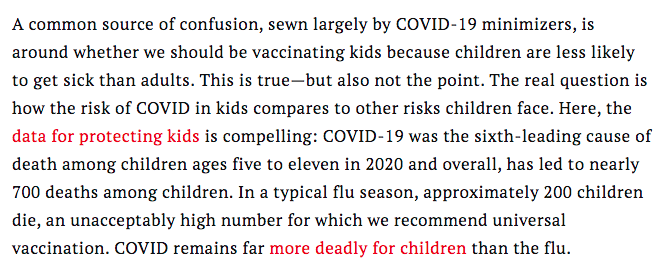 A common source of confusion, sewn largely by COVID-19 minimizers, is
around whether we should be vaccinating kids because children are less likely
to get sick than adults. This is true—but also not the point. The real question is
how the risk of COVID in kids compares to other risks children face. Here, the
data for protecting kids is compelling: COVID-19 was the sixth-leading cause of
death among children ages five to eleven in 2020 and overall, has led to nearly
700 deaths among children. In a typical flu season, approximately 200 children
die, an unacceptably high number for which we recommend universal
vaccination. COVID remains far more deadly for children than the flu.